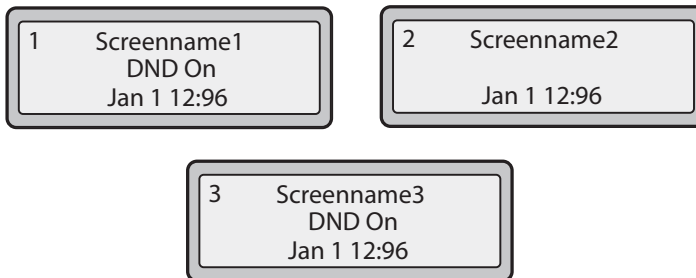 1 Screenname1
DND On
Jan 1 12:96
2 Screenname2
Jan 1 12:96
3 Screenname3
DND On
Jan 1 12:96